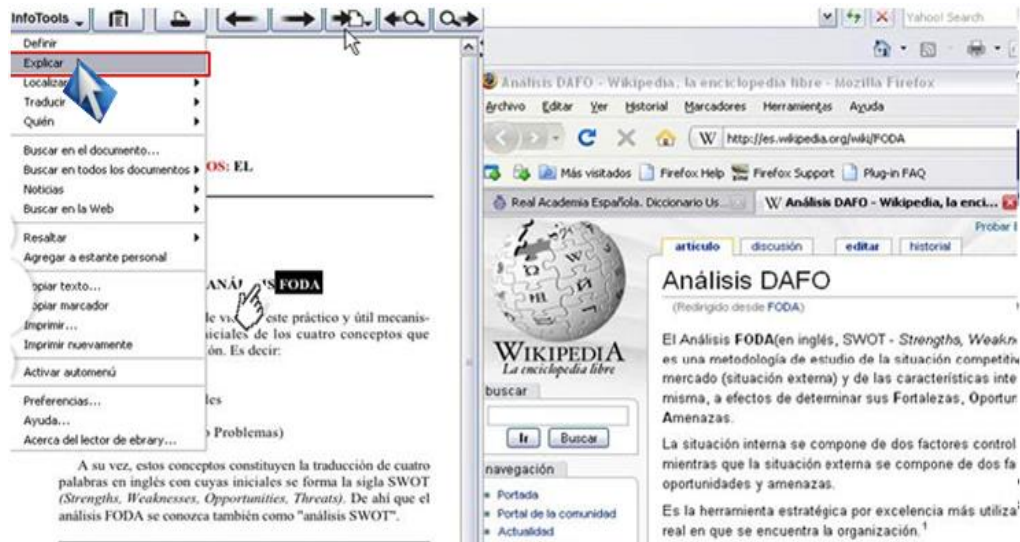 InfoTools
Definir
Explicar
Localizar
Traducir
Quién
Buscar en el documento...
Buscar en todos los documentos
Noticias
Buscar en la Web
Resaltar
Agregar a estante personal
opiar texto...
opiar marcador
Imprimir...
Imprimir nuevamente
Activar automenú
Preferencias...
Ayuda...
Acerca del lector de ebrary...
OS: EL
FODA
este práctico y útil mecanis-
iniciales de los cuatro conceptos que
ón. Es decir:
les
o Problemas)
A su vez, estos conceptos constituyen la traducción de cuatro
palabras en inglés con cuyas iniciales se forma la sigla SWOT
(Strengths, Weaknesses, Opportunities, Threats). De ahí que el
análisis FODA se conozca también como "análisis SWOT".
Yahoo! Search
Análisis DAFO - Wikipedia, la enciclopedia libre - Mozilla Firefox
Archivo Editar Ver Historial Marcadores Herramientas Ayuda
W http://es.wikipedia.org/wiki/FODA
Más visitados Firefox Help Firefox Support Plug-in FAQ
Real Academia Española. Diccionario Us... W Análisis DAFO - Wikipedia, la enci...
Probar
artículo discusión editar historial
Análisis DAFO
(Redirigido desde FODA)
El Análisis FODA(en inglés, SWOT - Strengths, Weakn
es una metodología de estudio de la situación competitiv
mercado (situación externa) y de las características inte
misma, a efectos de determinar sus Fortalezas, Oportun
Amenazas.
La situación interna se compone de dos factores control
mientras que la situación externa se compone de dos fa
oportunidades y amenazas.
Es la herramienta estratégica por excelencia más utiliza
real en que se encuentra la organización.1
WIKIPEDIA
La enciclopedia libre
buscar
Ir Buscar
navegación
Portada
Portal de la comunidad
Actualidad